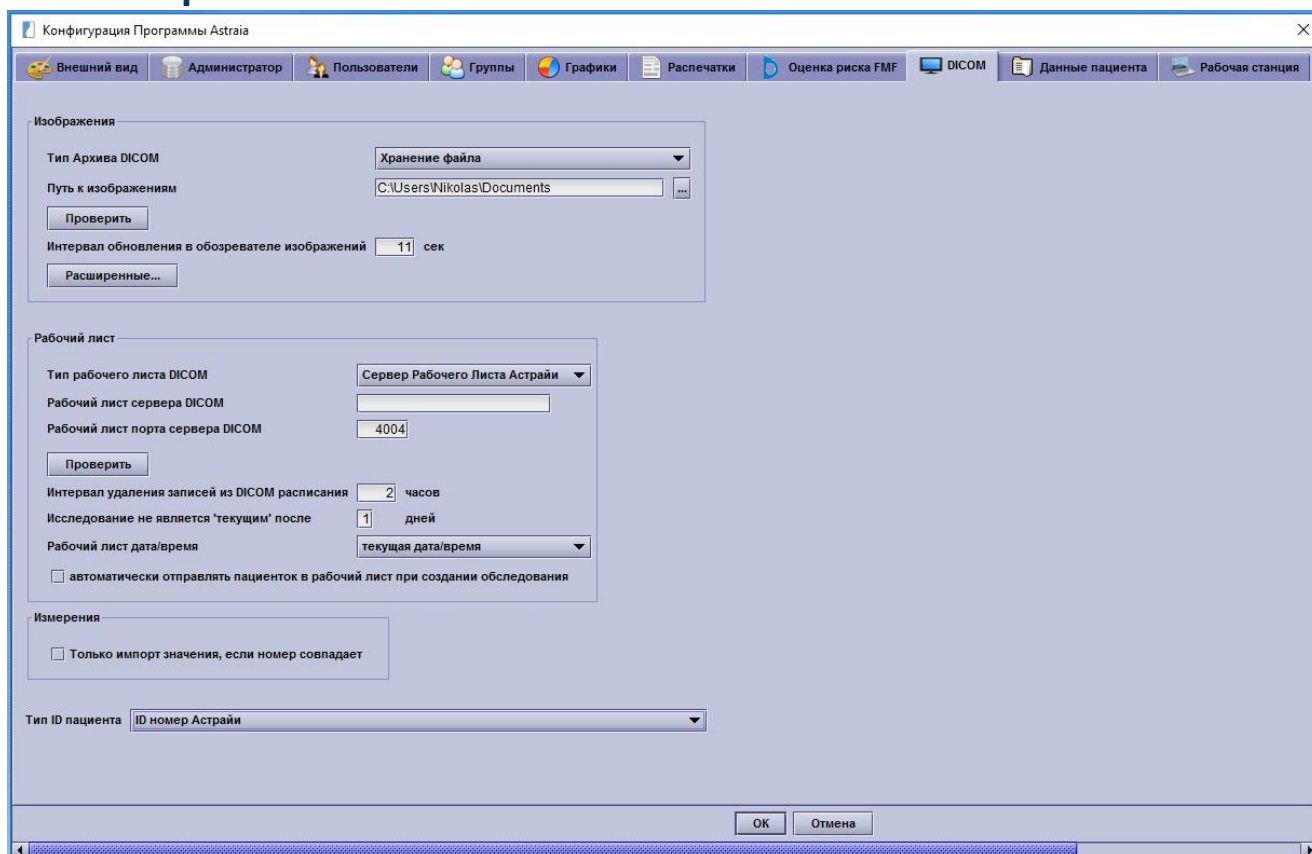 Конфигурация Программы Astraia
Внешний вид Администратор Пользователи Группы Графики Распечатки Оценка риска FMF DICOM Данные пациента Рабочая станция
Изображения
Тип Архива DICOM Хранение файла
Путь к изображениям C:\Users\Nikolas\Documents ...
Проверить
Интервал обновления в обозревателе изображений 11 сек
Расширенные...
Рабочий лист
Тип рабочего листа DICOM Сервер Рабочего Листа Астрайи
Рабочий лист сервера DICOM
Рабочий лист порта сервера DICOM 4004
Проверить
Интервал удаления записей из DICOM расписания 2 часов
Исследование не является 'текущим' после 1 дней
Рабочий лист дата/время текущая дата/время
автоматически отправлять пациенток в рабочий лист при создании обследования
Измерения
Только импорт значения, если номер совпадает
Тип ID пациента ID номер Астрайи
ОК Отмена